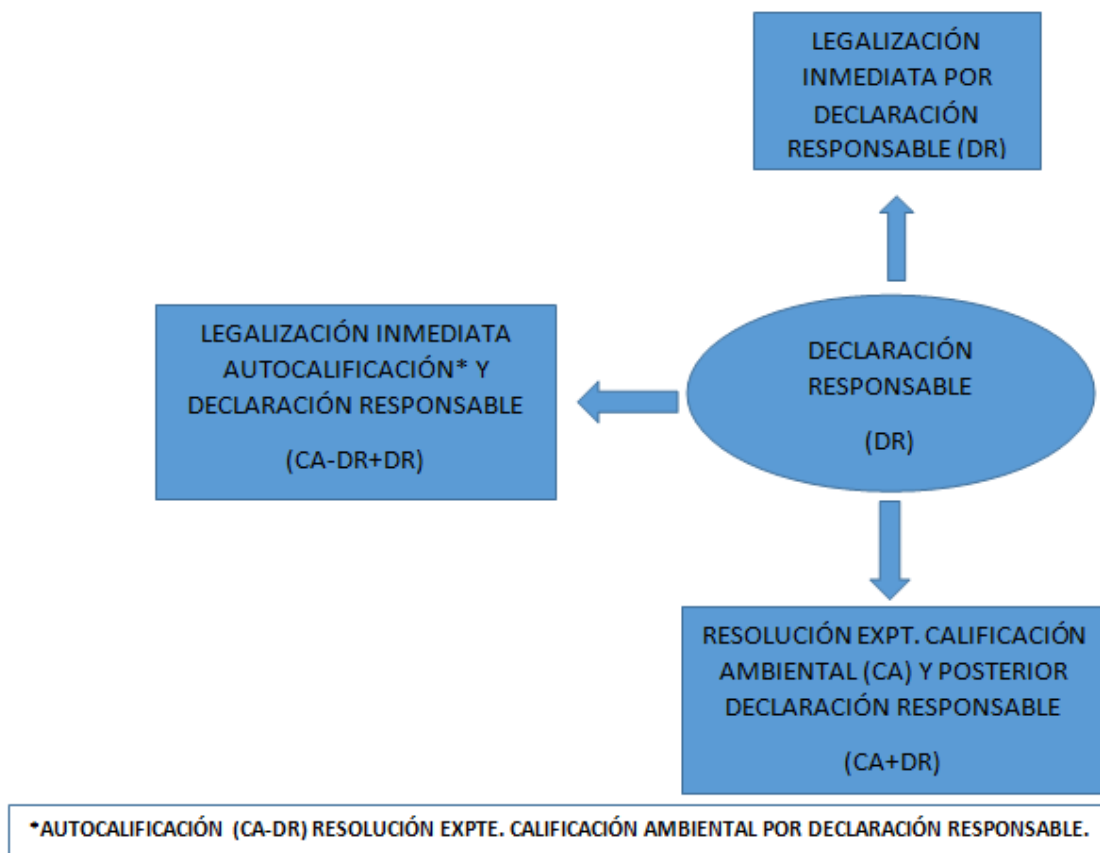 LEGALIZACIÓN
INMEDIATA POR
DECLARACIÓN
RESPONSABLE (DR)
LEGALIZACIÓN INMEDIATA
AUTOCALIFICACIÓN* Y
DECLARACIÓN RESPONSABLE
(CA-DR+DR)
DECLARACIÓN
RESPONSABLE
(DR)
RESOLUCIÓN EXPT. CALIFICACIÓN
AMBIENTAL (CA) Y POSTERIOR
DECLARACIÓN RESPONSABLE
(CA+DR)
*AUTOCALIFICACIÓN (CA-DR) RESOLUCIÓN EXPTE. CALIFICACIÓN AMBIENTAL POR DECLARACIÓN RESPONSABLE.